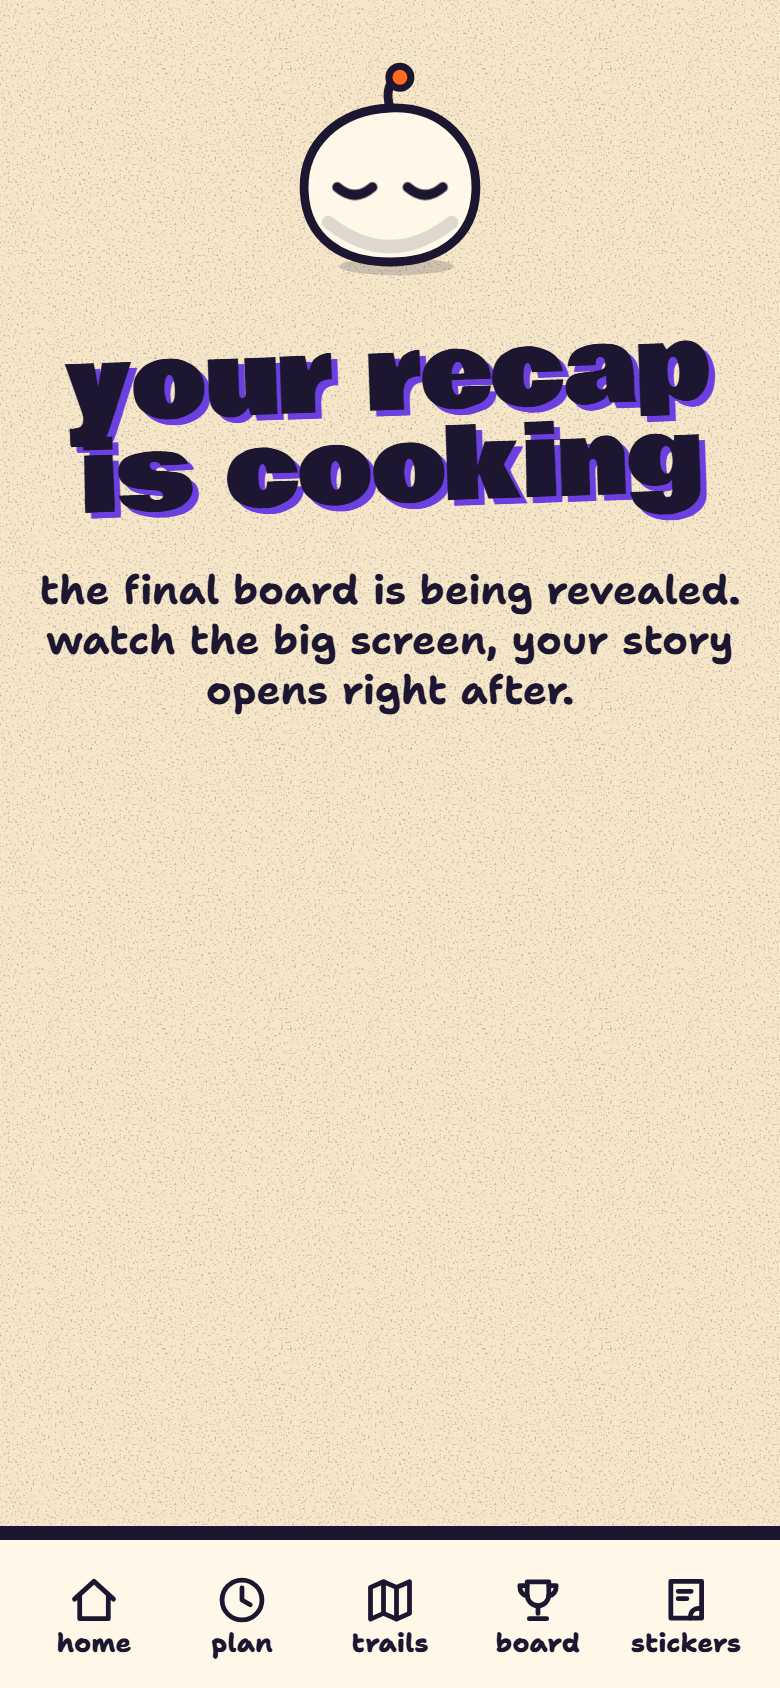 your recap
is cooking
the final board is being revealed.
watch the big screen, your story
opens right after.
home
plan
trails
board
stickers